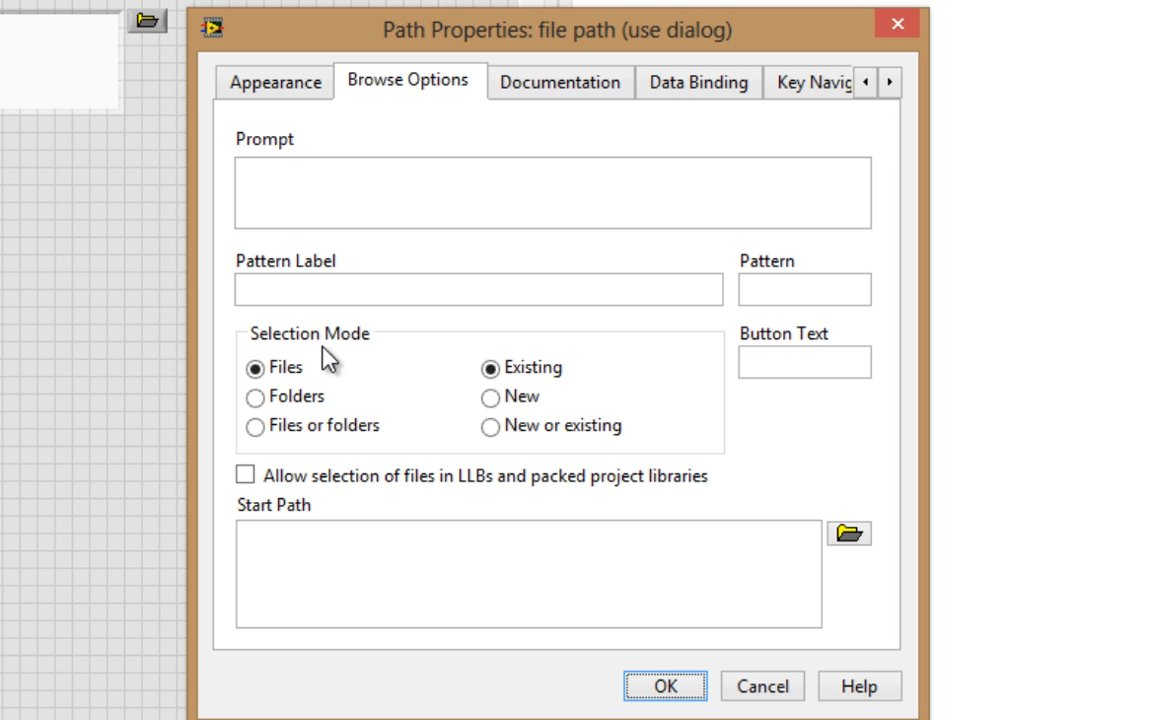 Path Properties: file path (use dialog)
Appearance Browse Options Documentation Data Binding Key Navig
Prompt
Pattern Label Pattern
Selection Mode Button Text
Files Existing
Folders New
Files or folders New or existing
Allow selection of files in LLBs and packed project libraries
Start Path
OK Cancel Help